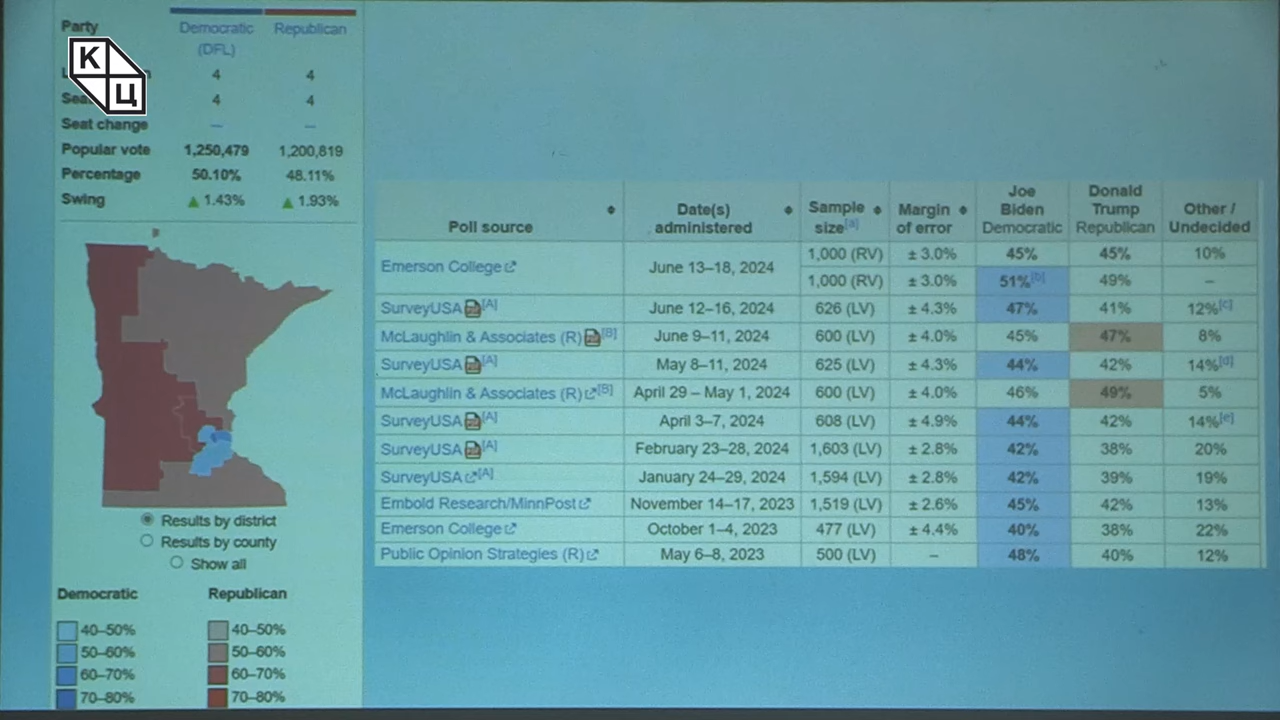 Party Democratic (DFL) Republican
К
Ц
4 4
4 4
Seat change — —
Popular vote 1,250,479 1,200,819
Percentage 50.10% 48.11%
Swing ▲ 1.43% ▲ 1.93%
Results by district
Results by county
Show all
Democratic Republican
40–50% 40–50%
50–60% 50–60%
60–70% 60–70%
70–80% 70–80%
Poll source Date(s) administered Sample size[a] Margin of error Joe Biden Democratic Donald Trump Republican Other / Undecided
Emerson College June 13–18, 2024 1,000 (RV) ± 3.0% 45% 45% 10%
1,000 (RV) ± 3.0% 51%[b] 49% –
SurveyUSA[A] June 12–16, 2024 626 (LV) ± 4.3% 47% 41% 12%[c]
McLaughlin & Associates (R)[B] June 9–11, 2024 600 (LV) ± 4.0% 45% 47% 8%
SurveyUSA[A] May 8–11, 2024 625 (LV) ± 4.3% 44% 42% 14%[d]
McLaughlin & Associates (R)[B] April 29 – May 1, 2024 600 (LV) ± 4.0% 46% 49% 5%
SurveyUSA[A] April 3–7, 2024 608 (LV) ± 4.9% 44% 42% 14%[e]
SurveyUSA[A] February 23–28, 2024 1,603 (LV) ± 2.8% 42% 38% 20%
SurveyUSA[A] January 24–29, 2024 1,594 (LV) ± 2.8% 42% 39% 19%
Embold Research/MinnPost November 14–17, 2023 1,519 (LV) ± 2.6% 45% 42% 13%
Emerson College October 1–4, 2023 477 (LV) ± 4.4% 40% 38% 22%
Public Opinion Strategies (R) May 6–8, 2023 500 (LV) – 48% 40% 12%